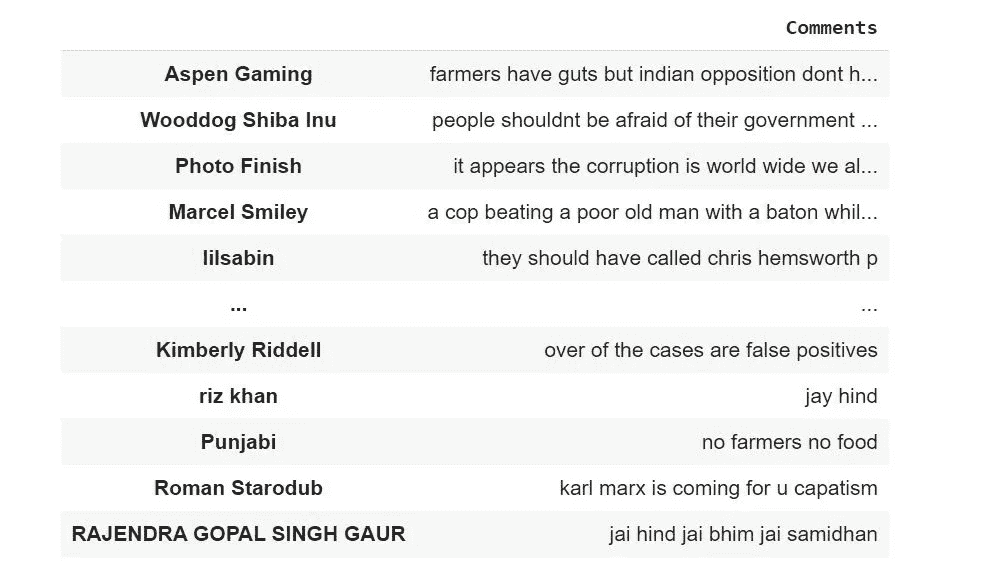 Comments
Aspen Gaming farmers have guts but indian opposition dont h...
Wooddog Shiba Inu people shouldnt be afraid of their government ...
Photo Finish it appears the corruption is world wide we al...
Marcel Smiley a cop beating a poor old man with a baton whil...
lilsabin they should have called chris hemsworth p
... ...
Kimberly Riddell over of the cases are false positives
riz khan jay hind
Punjabi no farmers no food
Roman Starodub karl marx is coming for u capatism
RAJENDRA GOPAL SINGH GAUR jai hind jai bhim jai samidhan